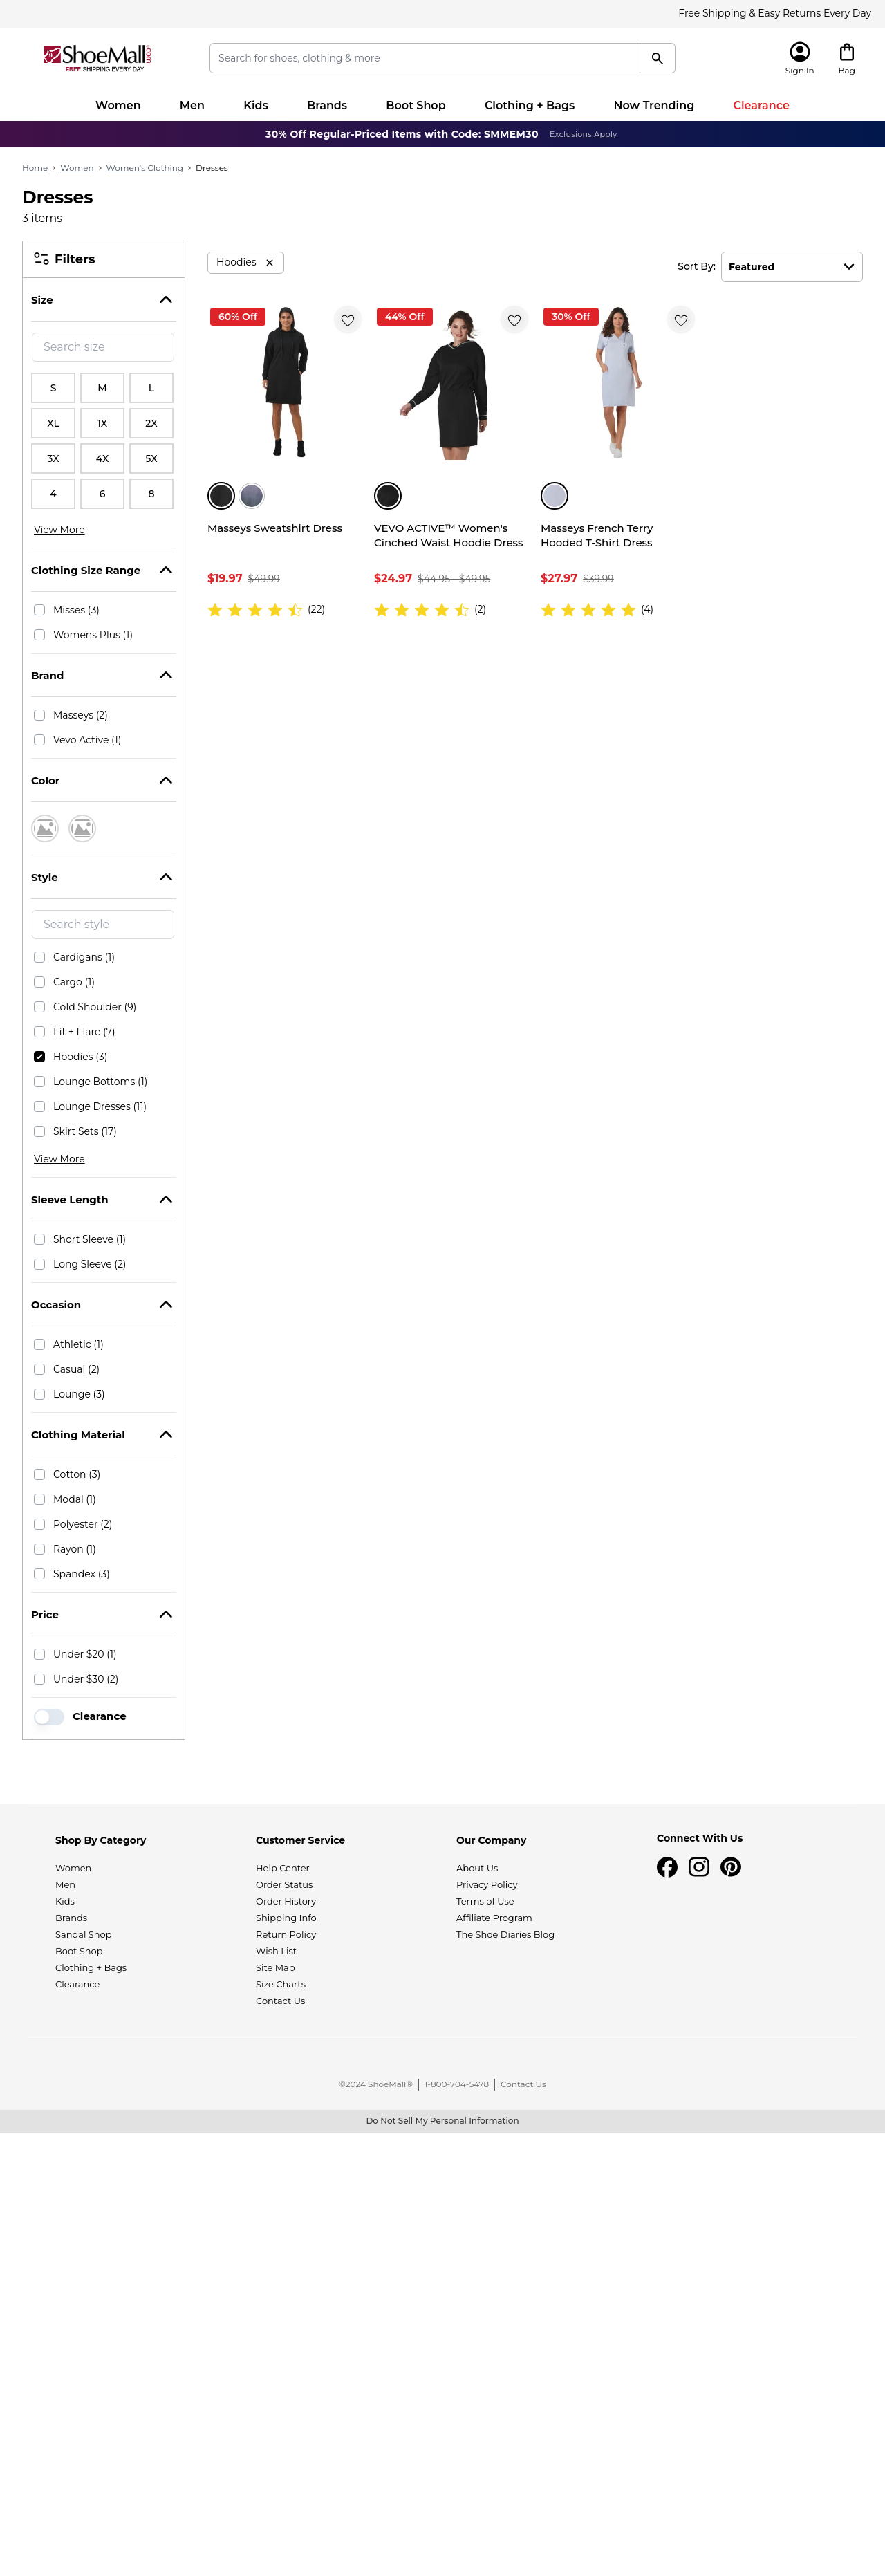 Free Shipping & Easy Returns Every Day
ShoeMall.com
FREE SHIPPING EVERY DAY
Search for shoes, clothing & more
Sign In
Bag
Women
Men
Kids
Brands
Boot Shop
Clothing + Bags
Now Trending
Clearance
30% Off Regular-Priced Items with Code: SMMEM30 Exclusions Apply
Home > Women > Women's Clothing > Dresses
Dresses
3 items
Filters
Hoodies
Sort By: Featured
Size
Search size
S M L
XL 1X 2X
3X 4X 5X
4 6 8
View More
Clothing Size Range
Misses (3)
Womens Plus (1)
Brand
Masseys (2)
Vevo Active (1)
Color
Style
Search style
Cardigans (1)
Cargo (1)
Cold Shoulder (9)
Fit + Flare (7)
Hoodies (3)
Lounge Bottoms (1)
Lounge Dresses (11)
Skirt Sets (17)
View More
Sleeve Length
Short Sleeve (1)
Long Sleeve (2)
Occasion
Athletic (1)
Casual (2)
Lounge (3)
Clothing Material
Cotton (3)
Modal (1)
Polyester (2)
Rayon (1)
Spandex (3)
Price
Under $20 (1)
Under $30 (2)
Clearance
60% Off
Masseys Sweatshirt Dress
$19.97 $49.99
(22)
44% Off
VEVO ACTIVE™ Women's
Cinched Waist Hoodie Dress
$24.97 $44.95 - $49.95
(2)
30% Off
Masseys French Terry
Hooded T-Shirt Dress
$27.97 $39.99
(4)
Shop By Category
Women
Men
Kids
Brands
Sandal Shop
Boot Shop
Clothing + Bags
Clearance
Customer Service
Help Center
Order Status
Order History
Shipping Info
Return Policy
Wish List
Site Map
Size Charts
Contact Us
Our Company
About Us
Privacy Policy
Terms of Use
Affiliate Program
The Shoe Diaries Blog
Connect With Us
©2024 ShoeMall® | 1-800-704-5478 | Contact Us
Do Not Sell My Personal Information